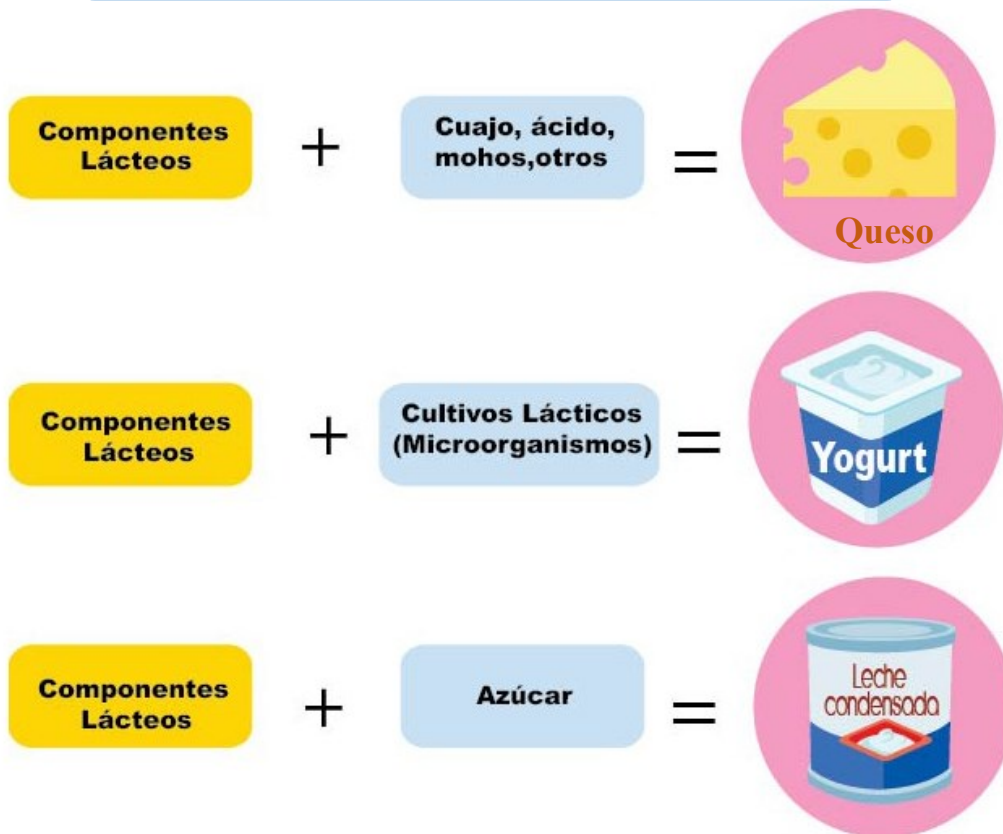 Componentes
Lácteos
+
Cuajo, ácido,
mohos,otros
=
Queso
Componentes
Lácteos
+
Cultivos Lácticos
(Microorganismos)
=
Yogurt
Componentes
Lácteos
+
Azúcar
=
Leche
condensada